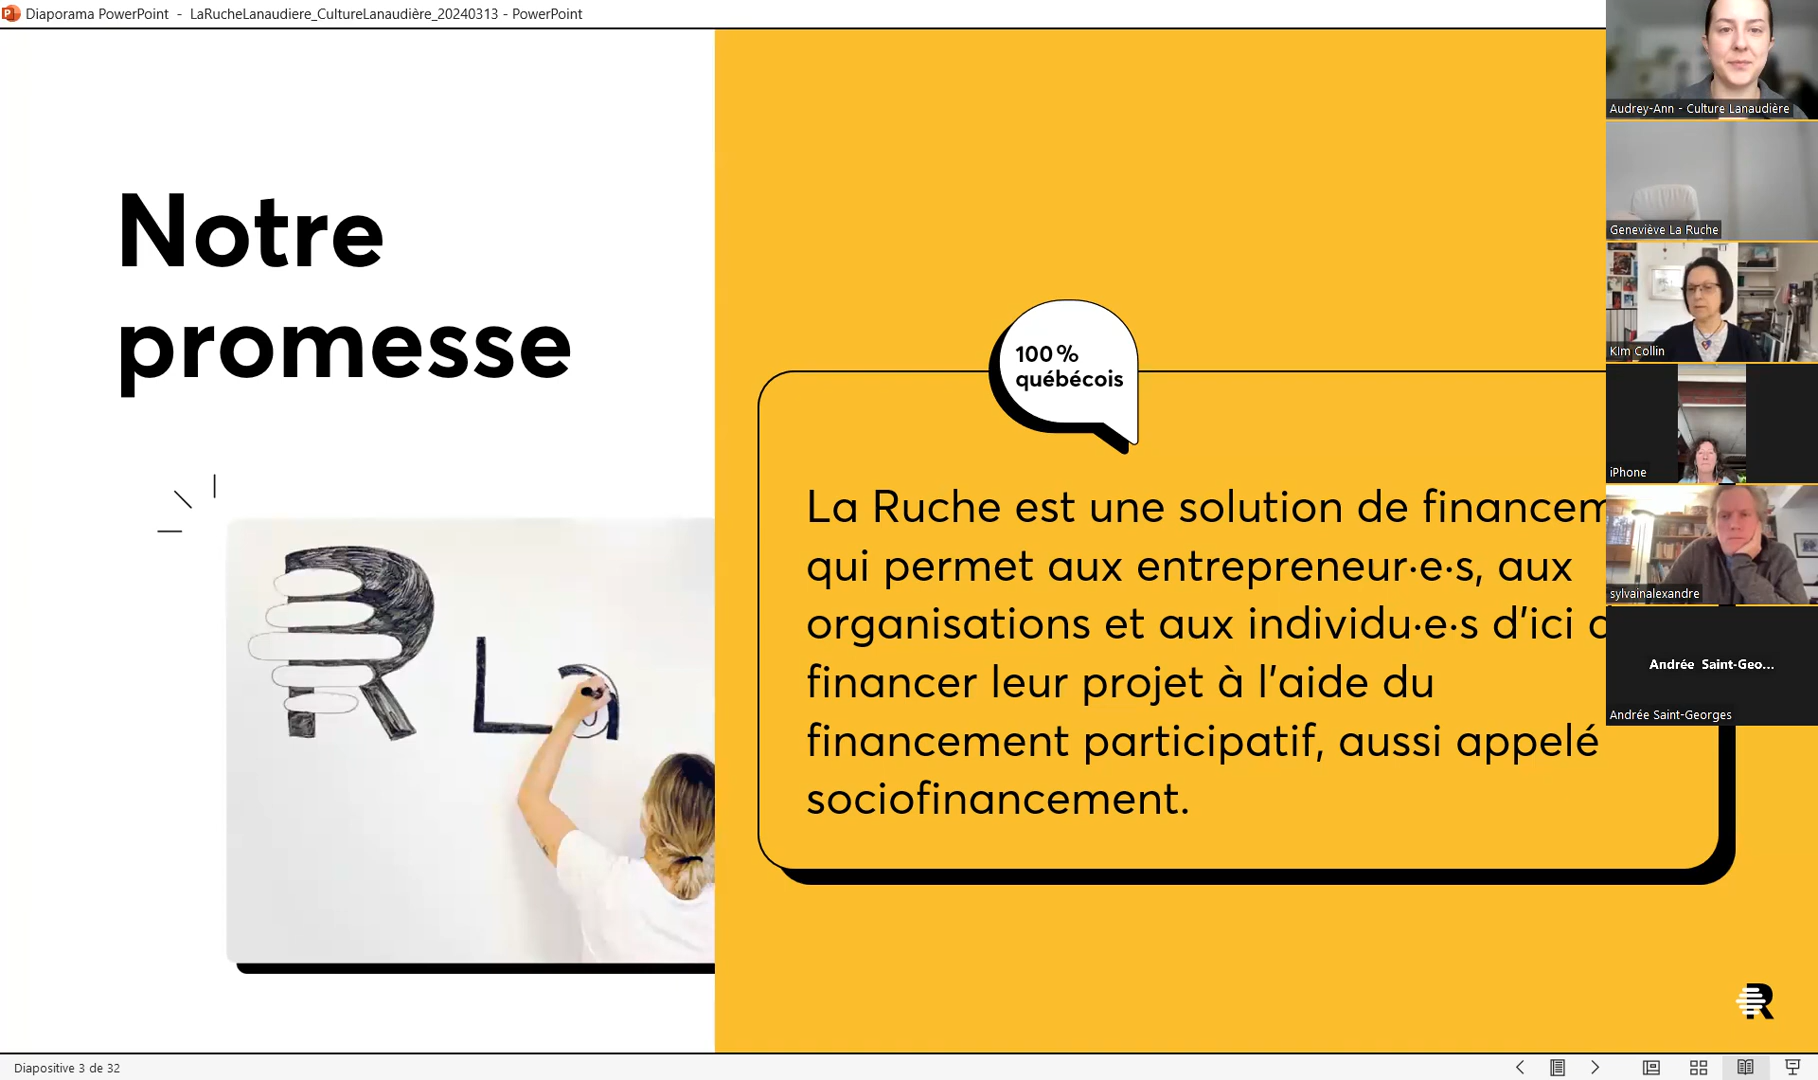 Diaporama PowerPoint - LaRucheLanaudiere_CultureLanaudière_20240313 - PowerPoint
Notre
promesse
La
100 %
québécois
La Ruche est une solution de financem
qui permet aux entrepreneur·e·s, aux
organisations et aux individu·e·s d’ici
financer leur projet à l’aide du
financement participatif, aussi appelé
sociofinancement.
R
Audrey-Ann - Culture Lanaudière
Geneviève La Ruche
KIm Collin
iPhone
sylvainalexandre
Andrée Saint-Geo...
Andrée Saint-Georges
Diapositive 3 de 32